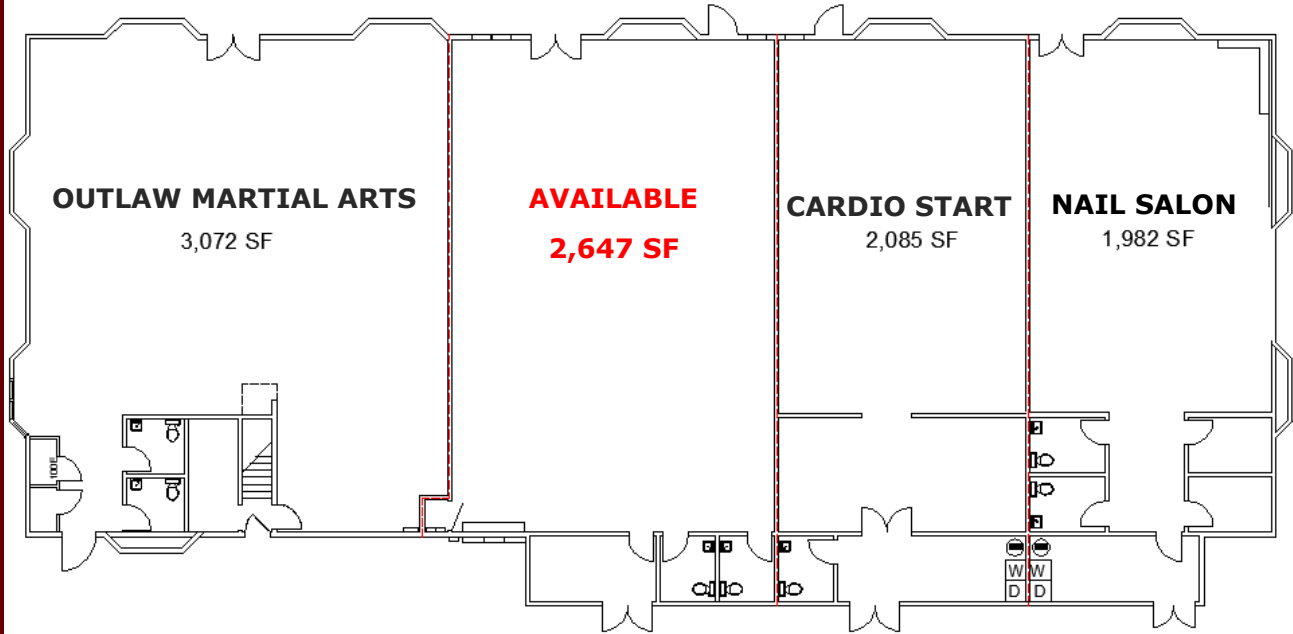 OUTLAW MARTIAL ARTS
3,072 SF
AVAILABLE
2,647 SF
CARDIO START
2,085 SF
NAIL SALON
1,982 SF
W
D
W
D